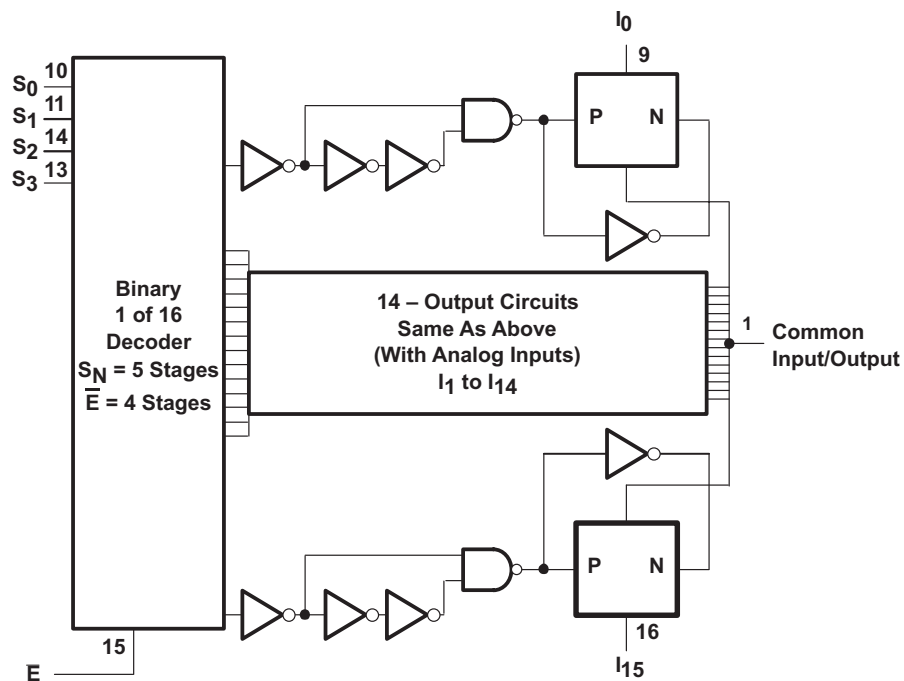 I0
9
S0 10
S1 11
S2 14
S3 13
P N
Binary
1 of 16
Decoder
SN = 5 Stages
E̅ = 4 Stages
14 – Output Circuits
Same As Above
(With Analog Inputs)
I1 to I14
1
Common
Input/Output
P N
16
I15
15
E̅